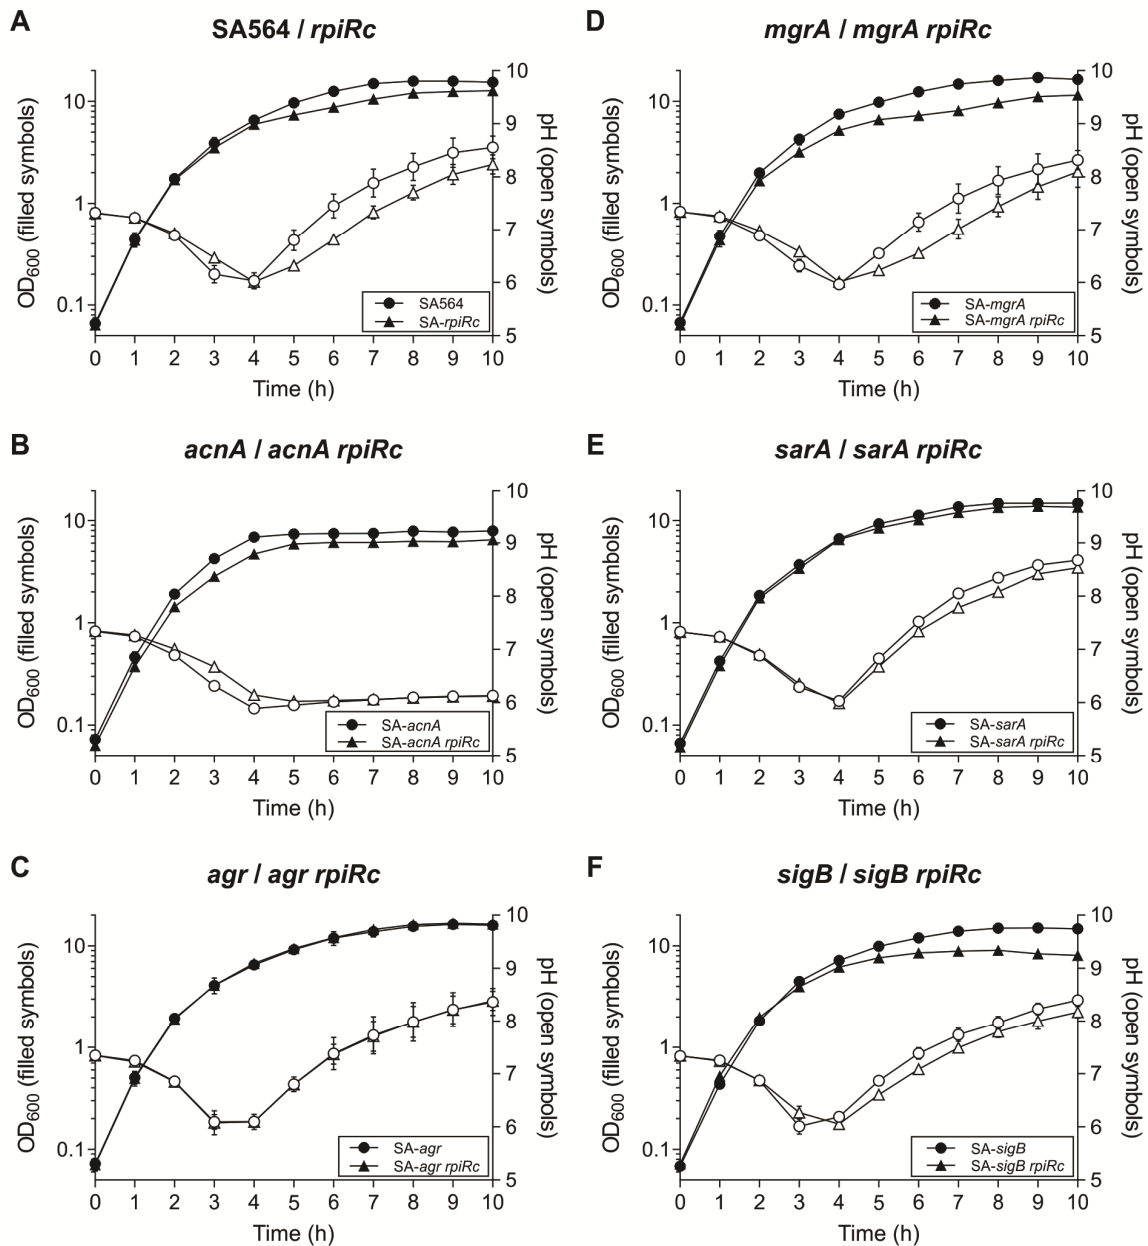 A
SA564 / rpiRc
OD600 (filled symbols)
10
1
0.1
10
9
8
7
6
5
pH (open symbols)
SA564
SA-rpiRc
0 1 2 3 4 5 6 7 8 9 10
Time (h)
D
mgrA / mgrA rpiRc
OD600 (filled symbols)
10
1
0.1
10
9
8
7
6
5
pH (open symbols)
SA-mgrA
SA-mgrA rpiRc
0 1 2 3 4 5 6 7 8 9 10
Time (h)
B
acnA / acnA rpiRc
OD600 (filled symbols)
10
1
0.1
10
9
8
7
6
5
pH (open symbols)
SA-acnA
SA-acnA rpiRc
0 1 2 3 4 5 6 7 8 9 10
Time (h)
E
sarA / sarA rpiRc
OD600 (filled symbols)
10
1
0.1
10
9
8
7
6
5
pH (open symbols)
SA-sarA
SA-sarA rpiRc
0 1 2 3 4 5 6 7 8 9 10
Time (h)
C
agr / agr rpiRc
OD600 (filled symbols)
10
1
0.1
10
9
8
7
6
5
pH (open symbols)
SA-agr
SA-agr rpiRc
0 1 2 3 4 5 6 7 8 9 10
Time (h)
F
sigB / sigB rpiRc
OD600 (filled symbols)
10
1
0.1
10
9
8
7
6
5
pH (open symbols)
SA-sigB
SA-sigB rpiRc
0 1 2 3 4 5 6 7 8 9 10
Time (h)